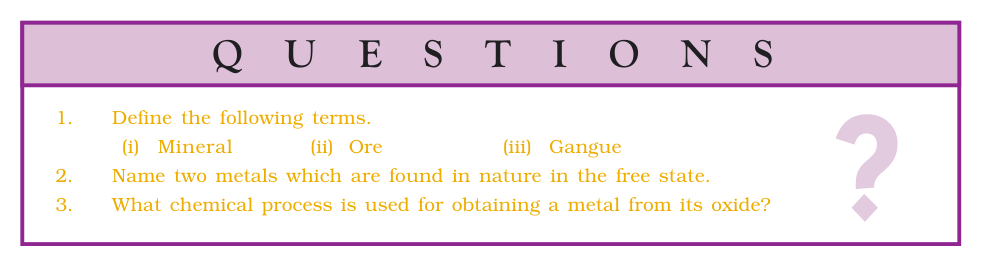 QUESTIONS
1. Define the following terms.
(i) Mineral (ii) Ore (iii) Gangue
2. Name two metals which are found in nature in the free state.
3. What chemical process is used for obtaining a metal from its oxide?
?